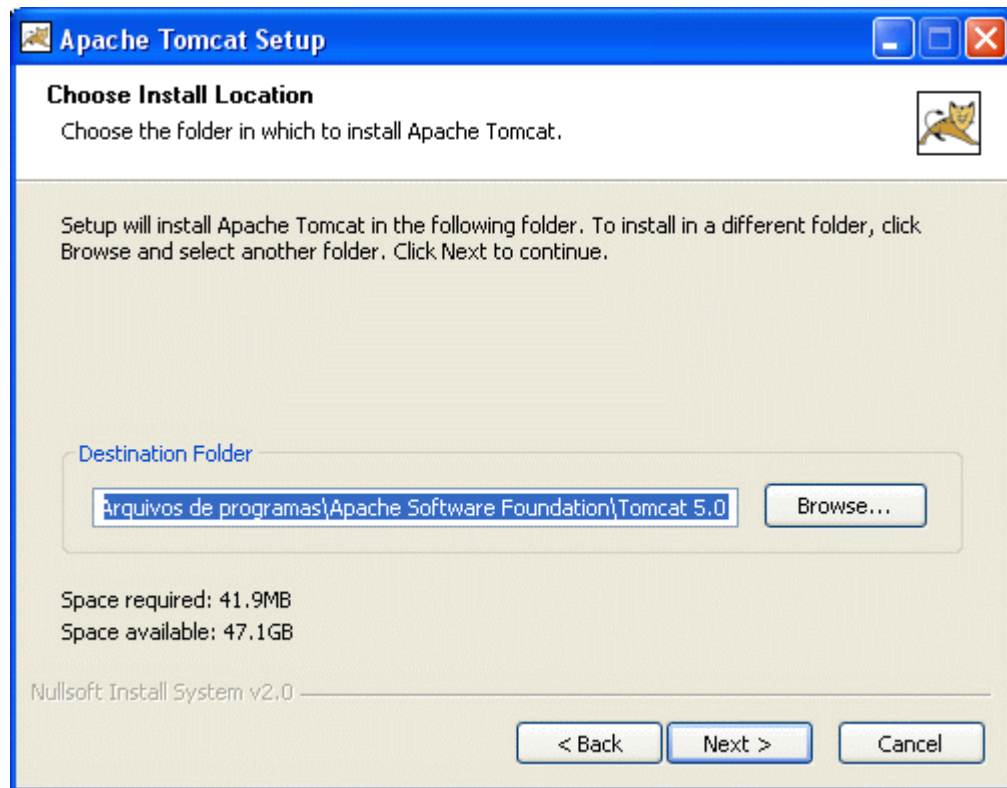 Apache Tomcat Setup
Choose Install Location
Choose the folder in which to install Apache Tomcat.
Setup will install Apache Tomcat in the following folder. To install in a different folder, click
Browse and select another folder. Click Next to continue.
Destination Folder
Arquivos de programas\Apache Software Foundation\Tomcat 5.0
Browse...
Space required: 41.9MB
Space available: 47.1GB
Nullsoft Install System v2.0
< Back
Next >
Cancel